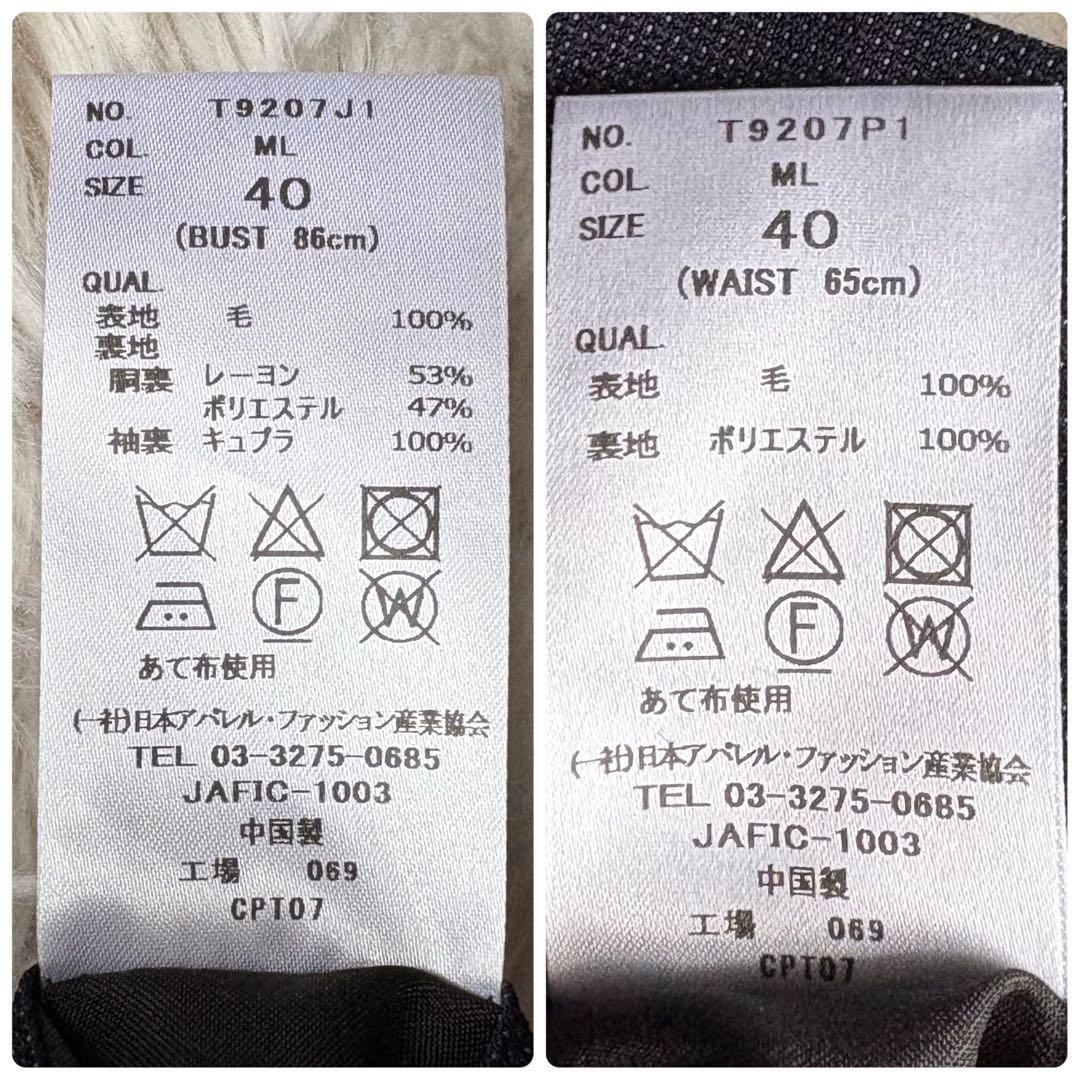 NO. T9207J1
COL. ML
SIZE 40
(BUST 86cm)
QUAL.
表地 毛 100%
裏地
胴裏 レーヨン 53%
ポリエステル 47%
袖裏 キュプラ 100%
F W
あて布使用
(一社)日本アパレル・ファッション産業協会
TEL 03-3275-0685
JAFIC-1003
中国製
工場 069
CPT07
NO. T9207P1
COL. ML
SIZE 40
(WAIST 65cm)
QUAL.
表地 毛 100%
裏地 ポリエステル 100%
F W
あて布使用
(一社)日本アパレル・ファッション産業協会
TEL 03-3275-0685
JAFIC-1003
中国製
工場 069
CPT07